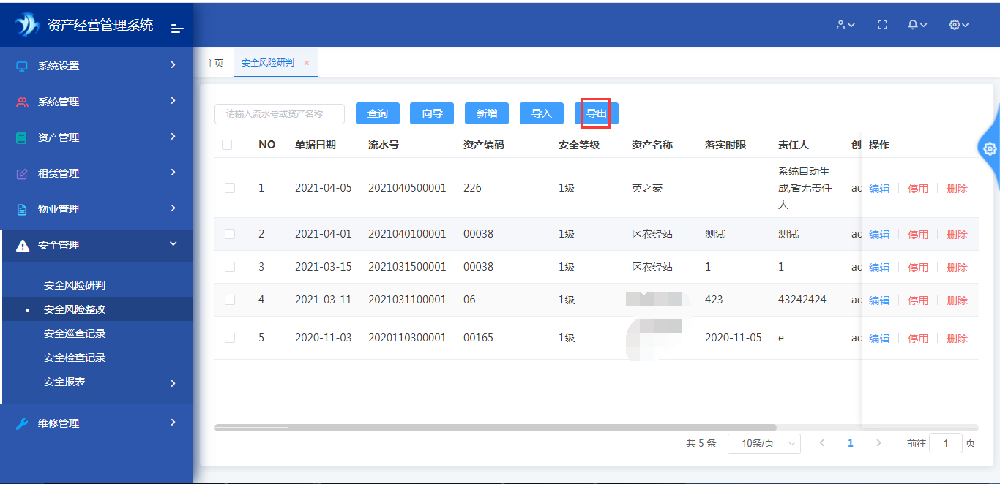 资产经营管理系统
系统设置
系统管理
资产管理
租赁管理
物业管理
安全管理
安全风险研判
安全风险整改
安全巡查记录
安全检查记录
安全报表
维修管理
主页 安全风险研判 ×
请输入流水号或资产名称 查询 向导 新增 导入 导出
NO 单据日期 流水号 资产编码 安全等级 资产名称 落实时限 责任人 创 操作
1 2021-04-05 2021040500001 226 1级 英之豪 系统自动生成,暂无责任人 ac 编辑 停用 删除
2 2021-04-01 2021040100001 00038 1级 区农经站 测试 测试 ac 编辑 停用 删除
3 2021-03-15 2021031500001 00038 1级 区农经站 1 1 ac 编辑 停用 删除
4 2021-03-11 2021031100001 06 1级 423 43242424 ac 编辑 停用 删除
5 2020-11-03 2020110300001 00165 1级 2020-11-05 e ac 编辑 停用 删除
共 5 条 10条/页 1 前往 1 页